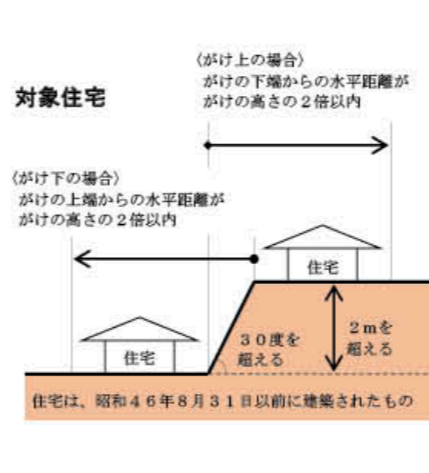 〈がけ上の場合〉
がけの下端からの水平距離が
がけの高さの２倍以内
対象住宅
〈がけ下の場合〉
がけの上端からの水平距離が
がけの高さの２倍以内
住宅
住宅
３０度を
超える
２ｍを
超える
住宅は、昭和４６年８月３１日以前に建築されたもの